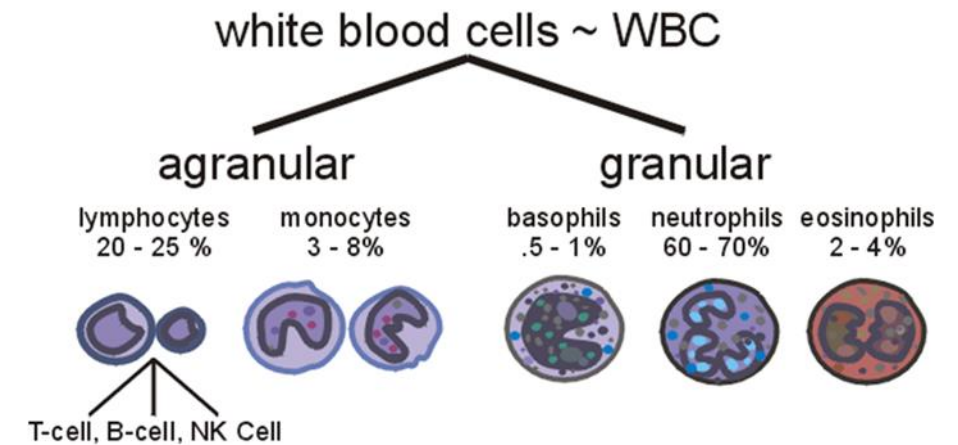 white blood cells ~ WBC
agranular granular
lymphocytes monocytes basophils neutrophils eosinophils
20 - 25 % 3 - 8% .5 - 1% 60 - 70% 2 - 4%
T-cell, B-cell, NK Cell